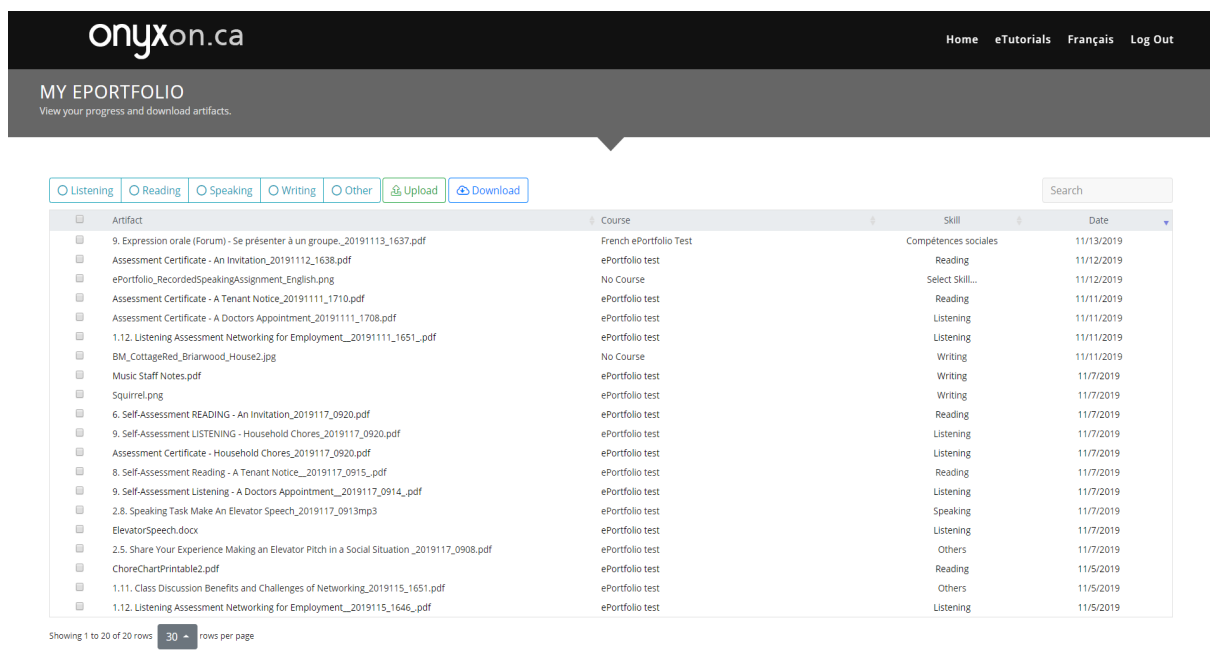 onyxon.ca
Home eTutorials Français Log Out
MY EPORTFOLIO
View your progress and download artifacts.
Listening Reading Speaking Writing Other Upload Download Search
Artifact Course Skill Date
9. Expression orale (Forum) - Se présenter à un groupe._20191113_1637.pdf French ePortfolio Test Compétences sociales 11/13/2019
Assessment Certificate - An Invitation_20191112_1638.pdf ePortfolio test Reading 11/12/2019
ePortfolio_RecordedSpeakingAssignment_English.png No Course Select Skill... 11/12/2019
Assessment Certificate - A Tenant Notice_20191111_1710.pdf ePortfolio test Reading 11/11/2019
Assessment Certificate - A Doctors Appointment_20191111_1708.pdf ePortfolio test Listening 11/11/2019
1.12. Listening Assessment Networking for Employment__20191111_1651_.pdf ePortfolio test Listening 11/11/2019
BM_CottageRed_Briarwood_House2.jpg No Course Writing 11/11/2019
Music Staff Notes.pdf ePortfolio test Writing 11/7/2019
Squirrel.png ePortfolio test Writing 11/7/2019
6. Self-Assessment READING - An Invitation_2019117_0920.pdf ePortfolio test Reading 11/7/2019
9. Self-Assessment LISTENING - Household Chores_2019117_0920.pdf ePortfolio test Listening 11/7/2019
Assessment Certificate - Household Chores_2019117_0920.pdf ePortfolio test Listening 11/7/2019
8. Self-Assessment Reading - A Tenant Notice__2019117_0915_.pdf ePortfolio test Reading 11/7/2019
9. Self-Assessment Listening - A Doctors Appointment__2019117_0914_.pdf ePortfolio test Listening 11/7/2019
2.8. Speaking Task Make An Elevator Speech_2019117_0913mp3 ePortfolio test Speaking 11/7/2019
ElevatorSpeech.docx ePortfolio test Listening 11/7/2019
2.5. Share Your Experience Making an Elevator Pitch in a Social Situation _2019117_0908.pdf ePortfolio test Others 11/7/2019
ChoreChartPrintable2.pdf ePortfolio test Reading 11/5/2019
1.11. Class Discussion Benefits and Challenges of Networking_2019115_1651.pdf ePortfolio test Others 11/5/2019
1.12. Listening Assessment Networking for Employment__2019115_1646_.pdf ePortfolio test Listening 11/5/2019
Showing 1 to 20 of 20 rows 30 rows per page